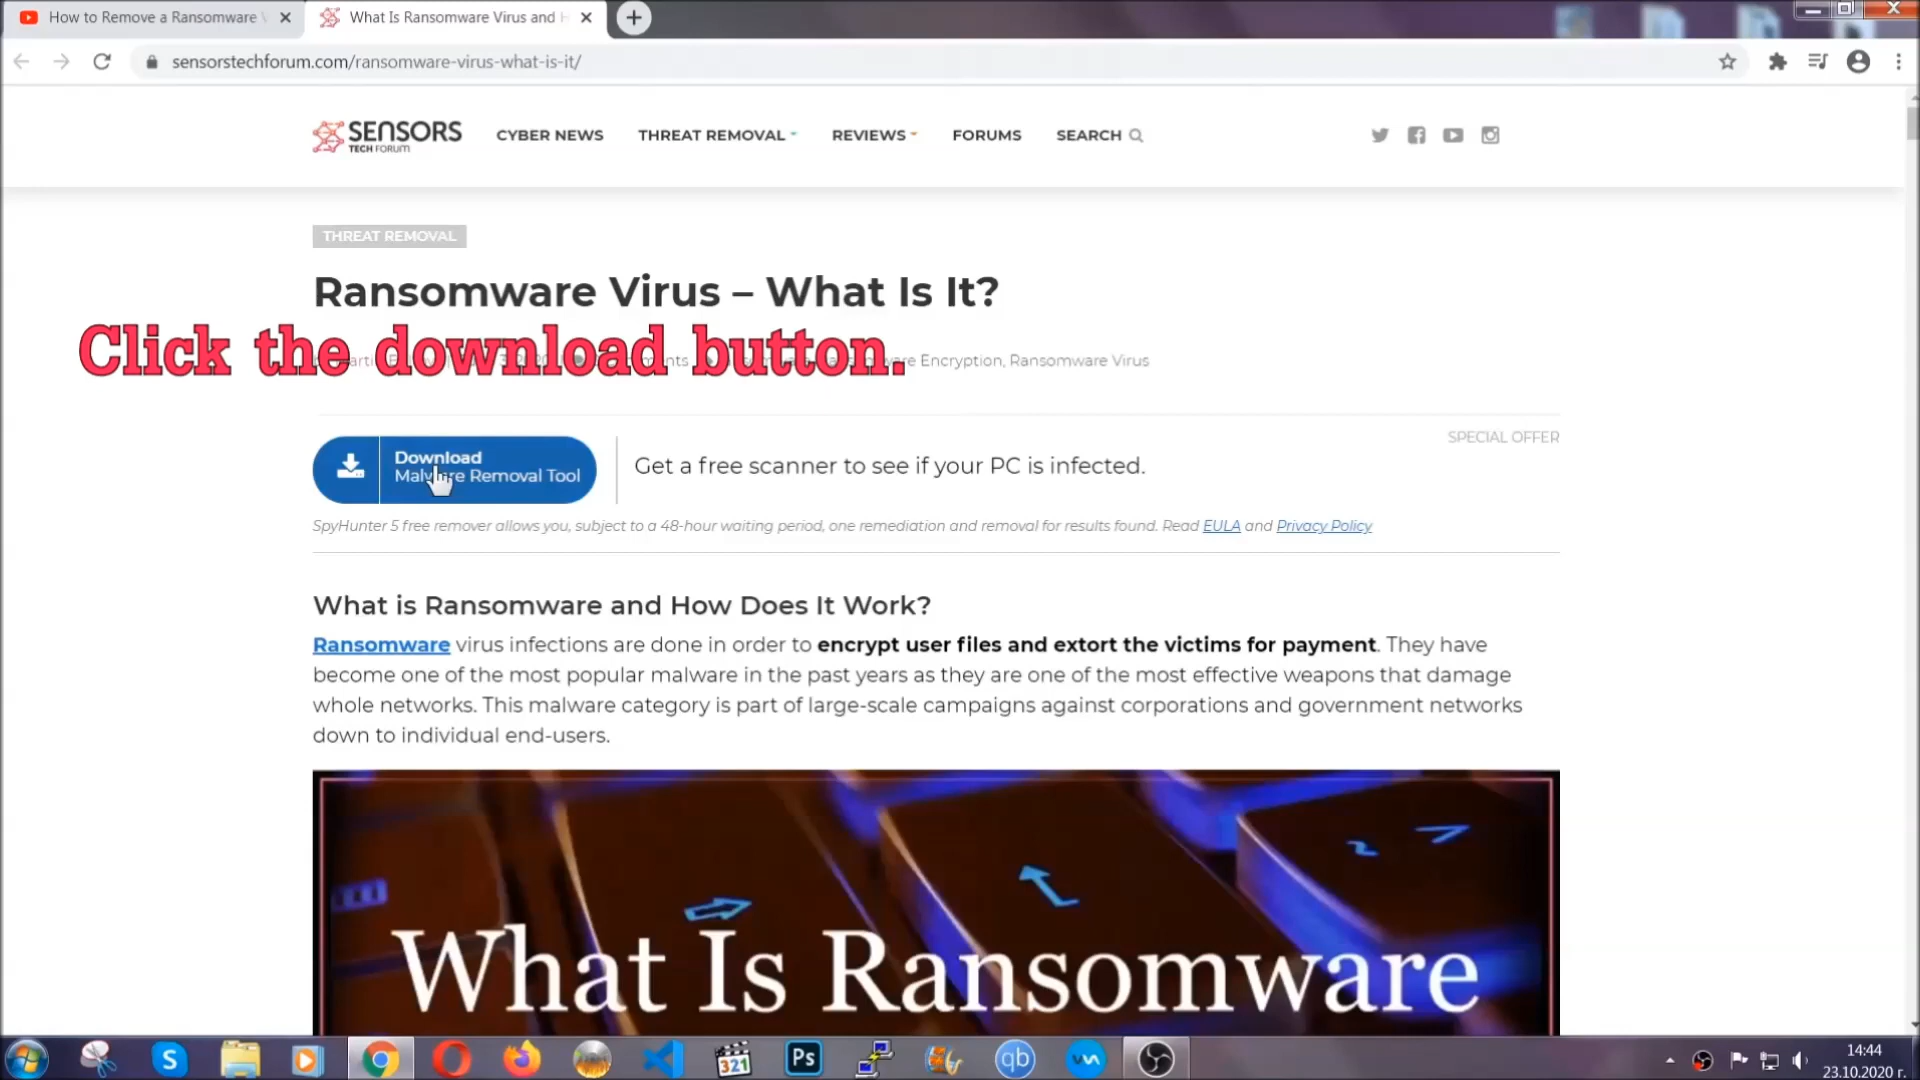 How to Remove a Ransomware V
What Is Ransomware Virus and H
sensorstechforum.com/ransomware-virus-what-is-it/
SENSORS
TECH FORUM
CYBER NEWS
THREAT REMOVAL
REVIEWS
FORUMS
SEARCH
THREAT REMOVAL
Ransomware Virus – What Is It?
Click the download button.
Encryption, Ransomware Virus
SPECIAL OFFER
Download
Malware Removal Tool
Get a free scanner to see if your PC is infected.
SpyHunter 5 free remover allows you, subject to a 48-hour waiting period, one remediation and removal for results found. Read EULA and Privacy Policy
What is Ransomware and How Does It Work?
Ransomware virus infections are done in order to encrypt user files and extort the victims for payment. They have
become one of the most popular malware in the past years as they are one of the most effective weapons that damage
whole networks. This malware category is part of large-scale campaigns against corporations and government networks
down to individual end-users.
What Is Ransomware
S
321
Ps
qb
14:44
23.10.2020 г.